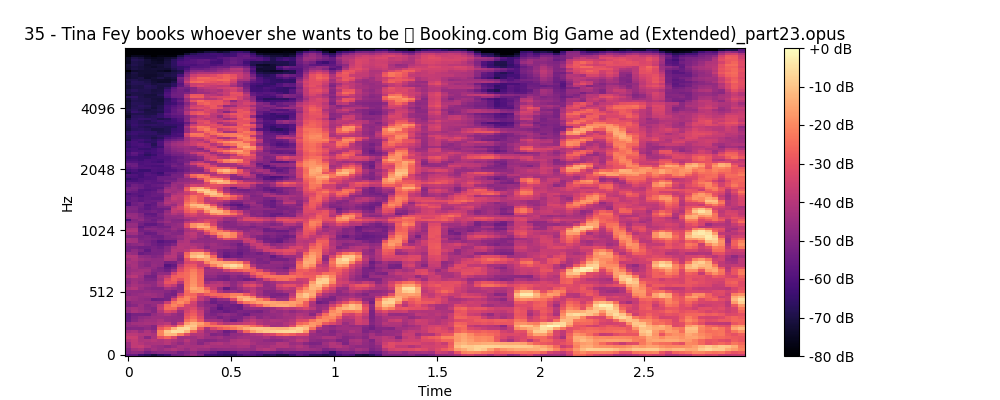 35 - Tina Fey books whoever she wants to be  Booking.com Big Game ad (Extended)_part23.opus
+0 dB
4096
-10 dB
-20 dB
2048
-30 dB
Hz
-40 dB
1024
-50 dB
512
-60 dB
-70 dB
0
-80 dB
0
0.5
1
1.5
2
2.5
Time